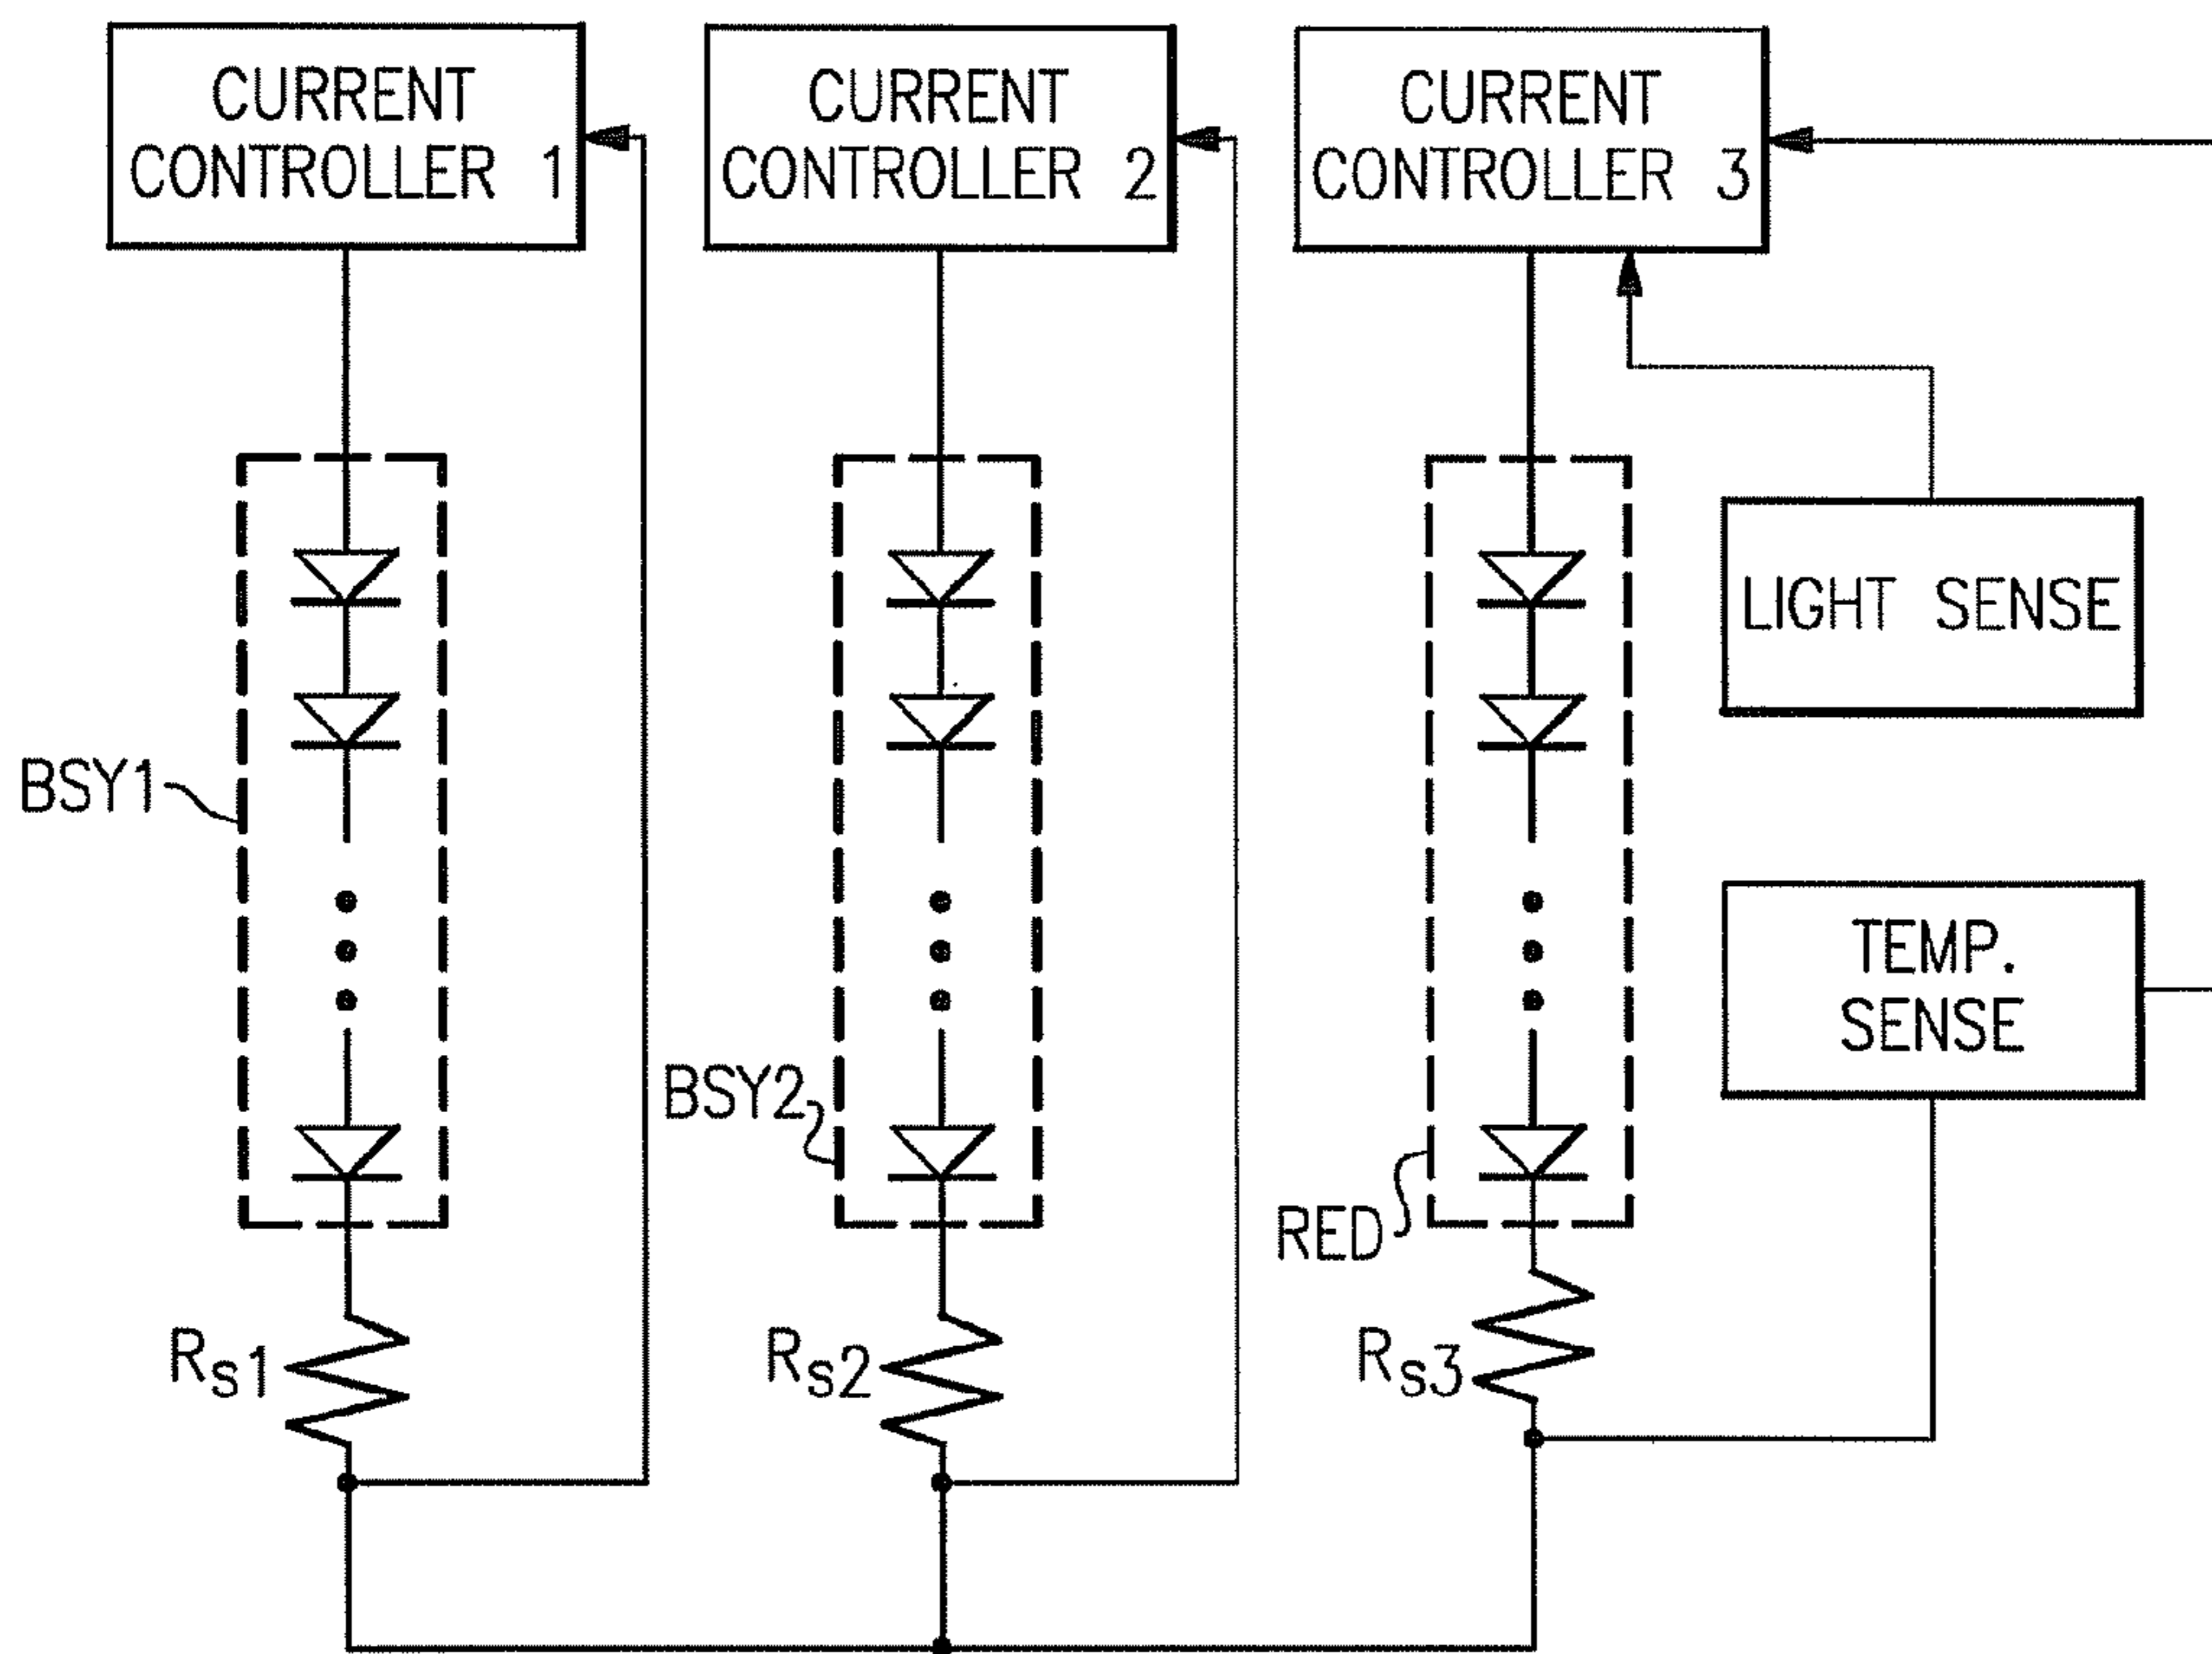 CURRENT
CONTROLLER 1
CURRENT
CONTROLLER 2
CURRENT
CONTROLLER 3
LIGHT SENSE
BSY1
TEMP.
SENSE
BSY2
RED
Rs1
Rs2
Rs3